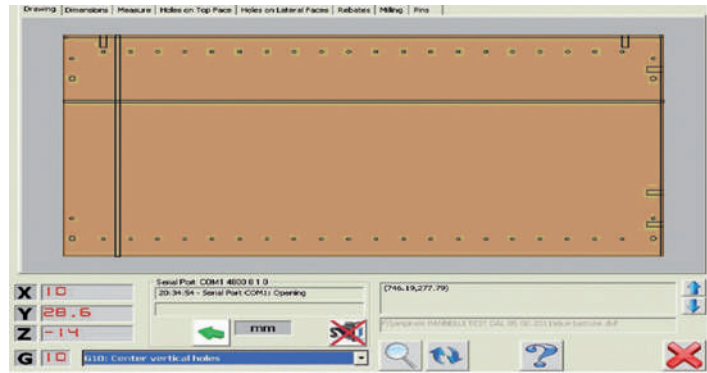 Drawing Dimensions Measure Holes on Top Face Holes on Lateral Faces Rebates Milling Pins
Serial Port: COM1 4800 8 1 0
20:34:54 - Serial Port COM1: Opening
(746.19,277.79)
X 10
Y 28.6
Z -14
mm
G 10 G10: Center vertical holes